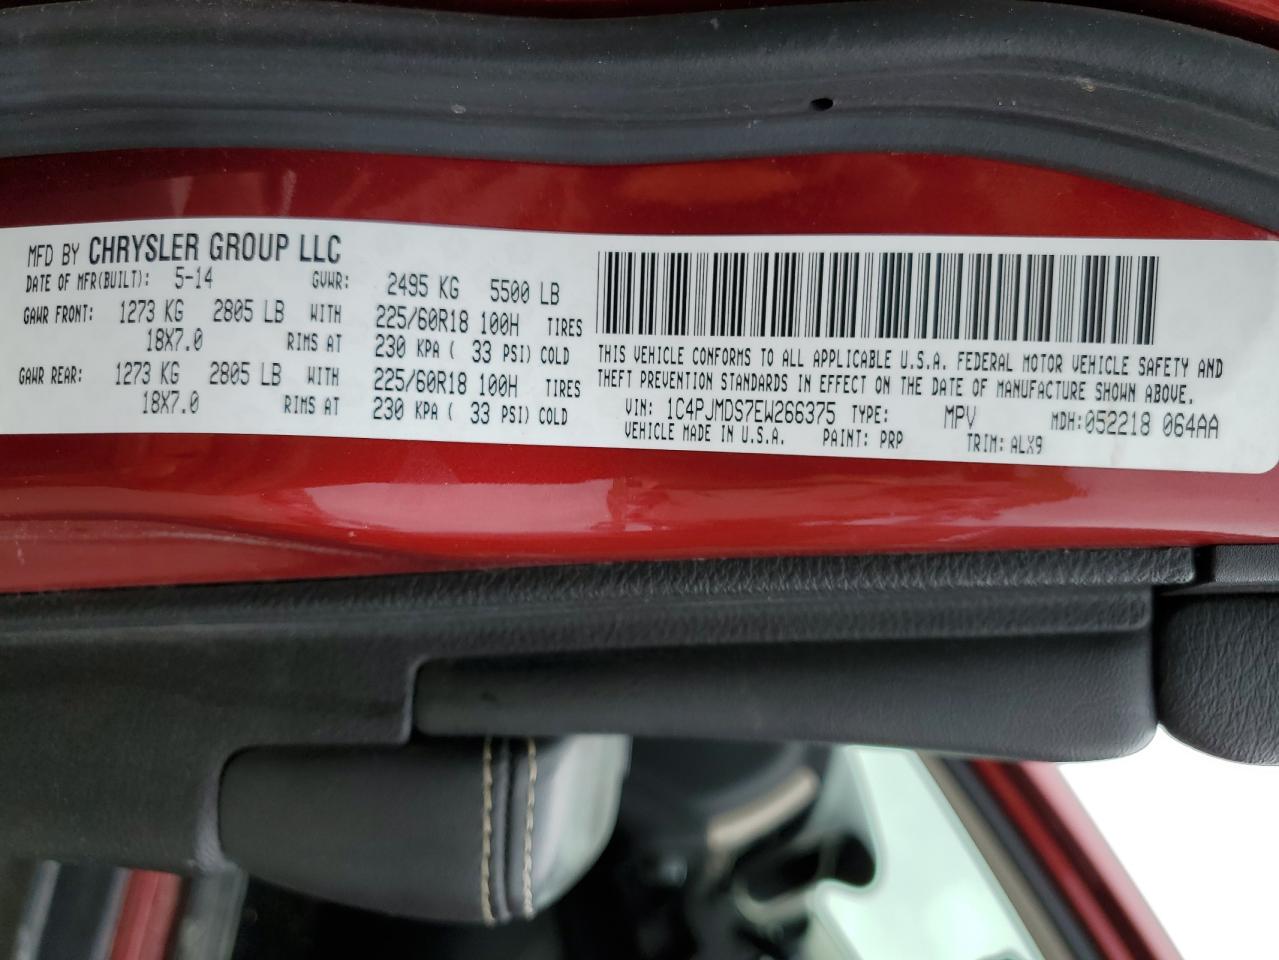 MFD BY CHRYSLER GROUP LLC
DATE OF MFR(BUILT): 5-14 GVWR: 2495 KG 5500 LB
GAWR FRONT: 1273 KG 2805 LB WITH 225/60R18 100H TIRES
18X7.0 RIMS AT 230 KPA ( 33 PSI) COLD
GAWR REAR: 1273 KG 2805 LB WITH 225/60R18 100H TIRES
18X7.0 RIMS AT 230 KPA ( 33 PSI) COLD
THIS VEHICLE CONFORMS TO ALL APPLICABLE U.S.A. FEDERAL MOTOR VEHICLE SAFETY AND
THEFT PREVENTION STANDARDS IN EFFECT ON THE DATE OF MANUFACTURE SHOWN ABOVE.
VIN: 1C4PJMDS7EW266375 TYPE: MPV MDH:052218 064AA
VEHICLE MADE IN U.S.A. PAINT: PRP TRIM: ALX9